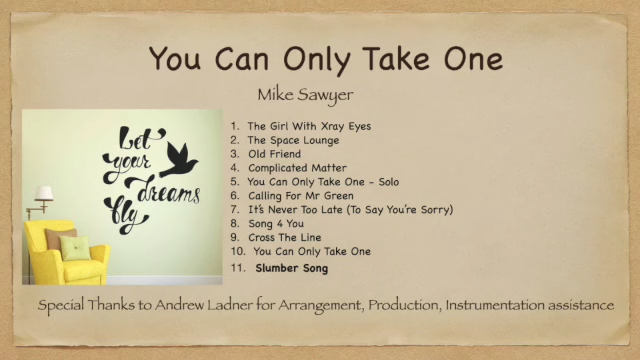 You Can Only Take One
Mike Sawyer
Let
your
dreams
fly
1. The Girl With Xray Eyes
2. The Space Lounge
3. Old Friend
4. Complicated Matter
5. You Can Only Take One - Solo
6. Calling For Mr Green
7. It's Never Too Late (To Say You're Sorry)
8. Song 4 You
9. Cross The Line
10. You Can Only Take One
11. Slumber Song
Special Thanks to Andrew Ladner for Arrangement, Production, Instrumentation assistance